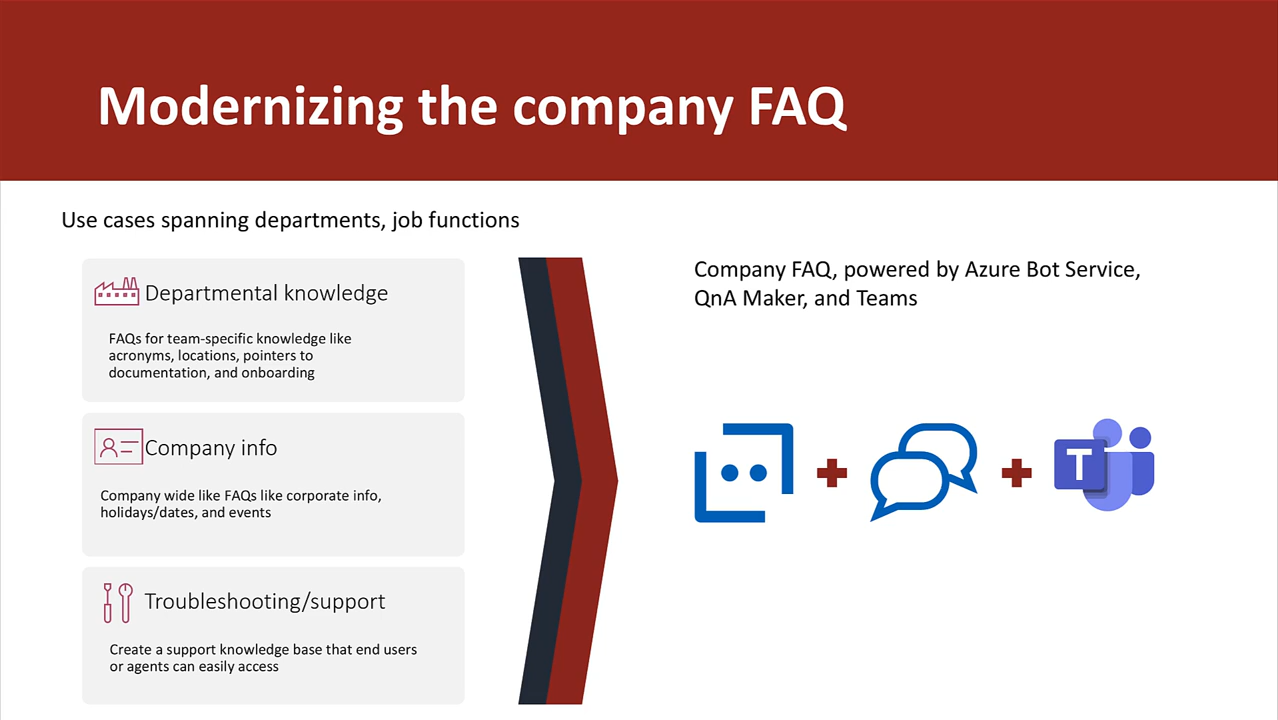 Modernizing the company FAQ
Use cases spanning departments, job functions
Departmental knowledge
FAQs for team-specific knowledge like
acronyms, locations, pointers to
documentation, and onboarding
Company info
Company wide like FAQs like corporate info,
holidays/dates, and events
Troubleshooting/support
Create a support knowledge base that end users
or agents can easily access
Company FAQ, powered by Azure Bot Service,
QnA Maker, and Teams
T